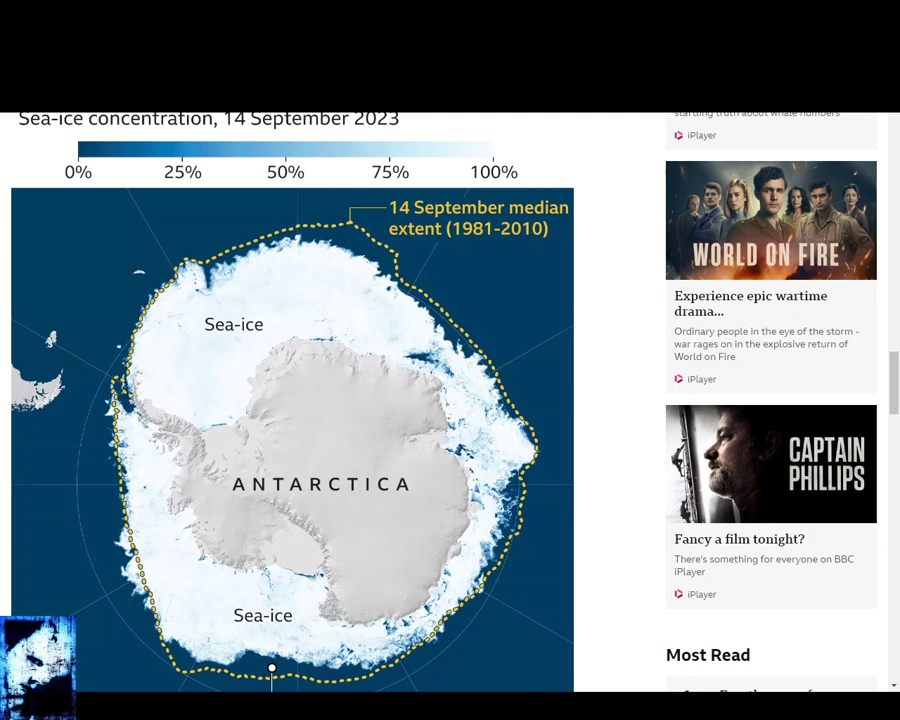 Sea-ice concentration, 14 September 2023
0% 25% 50% 75% 100%
14 September median
extent (1981-2010)
Sea-ice
ANTARCTICA
Sea-ice
startling truth about whale numbers
iPlayer
WORLD ON FIRE
Experience epic wartime
drama...
Ordinary people in the eye of the storm -
war rages on in the explosive return of
World on Fire
iPlayer
CAPTAIN
PHILLIPS
Fancy a film tonight?
There's something for everyone on BBC
iPlayer
iPlayer
Most Read